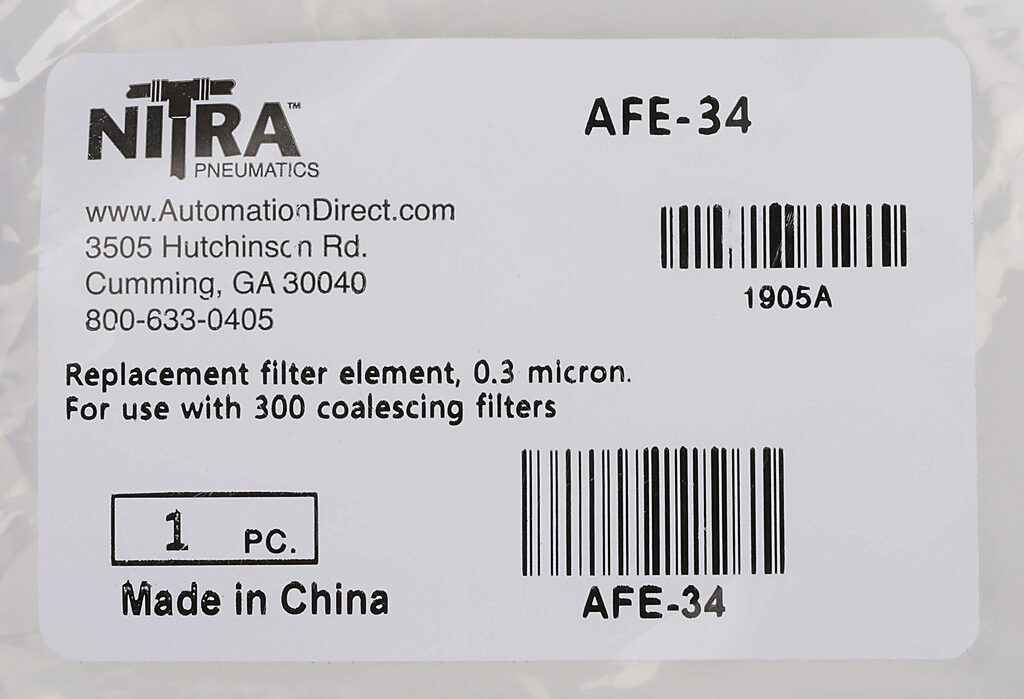 NITRA™
PNEUMATICS
AFE-34
www.AutomationDirect.com
3505 Hutchinson Rd.
Cumming, GA 30040
800-633-0405
1905A
Replacement filter element, 0.3 micron.
For use with 300 coalescing filters
1 PC.
Made in China
AFE-34